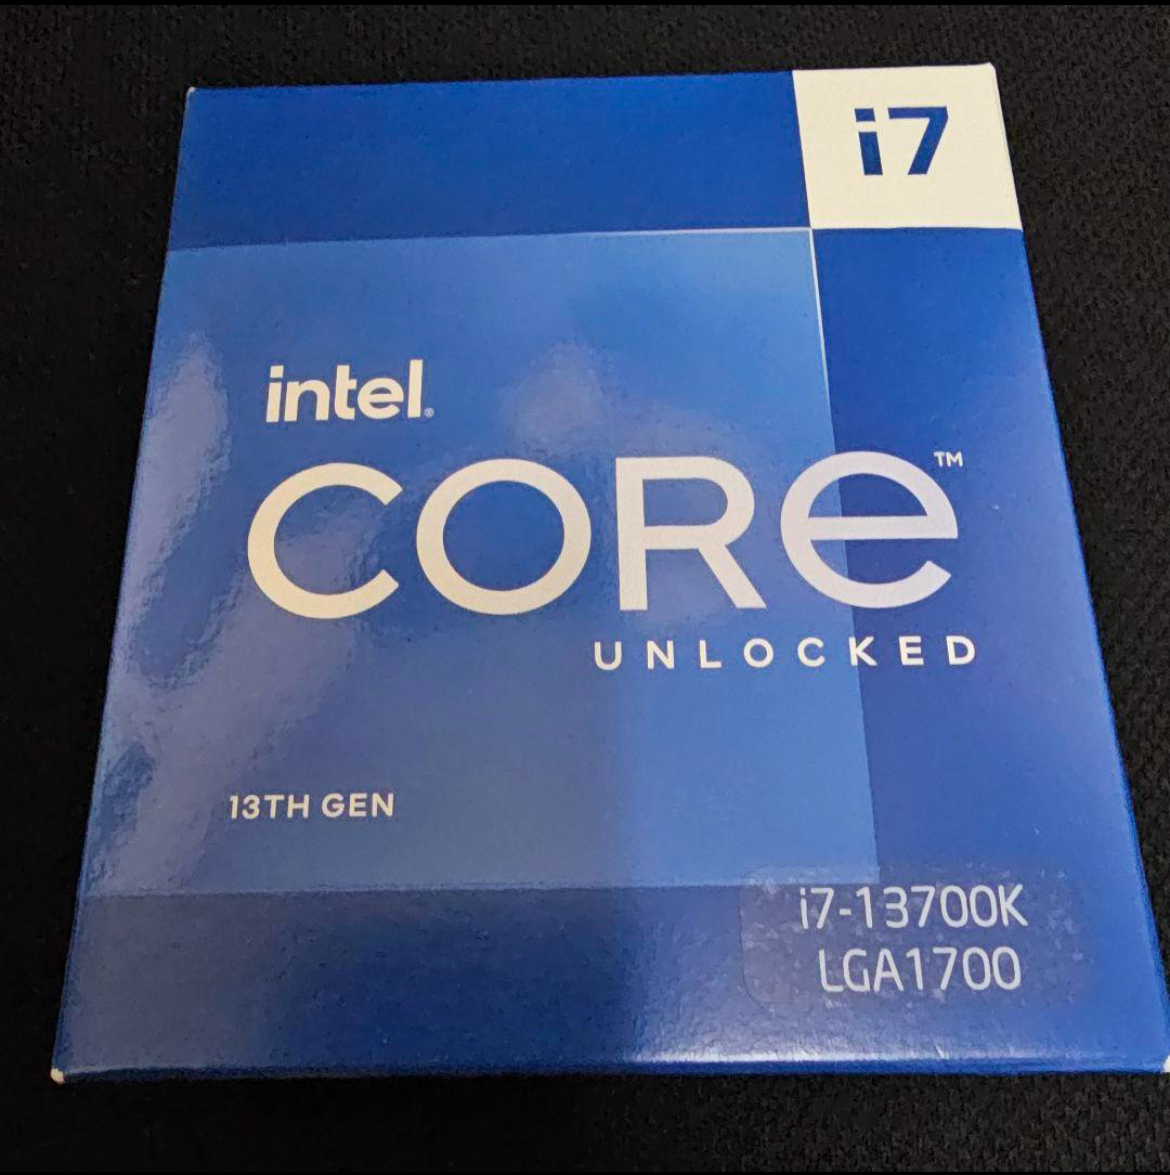 i7
intel.
CORe™
UNLOCKED
13TH GEN
i7-13700K
LGA1700